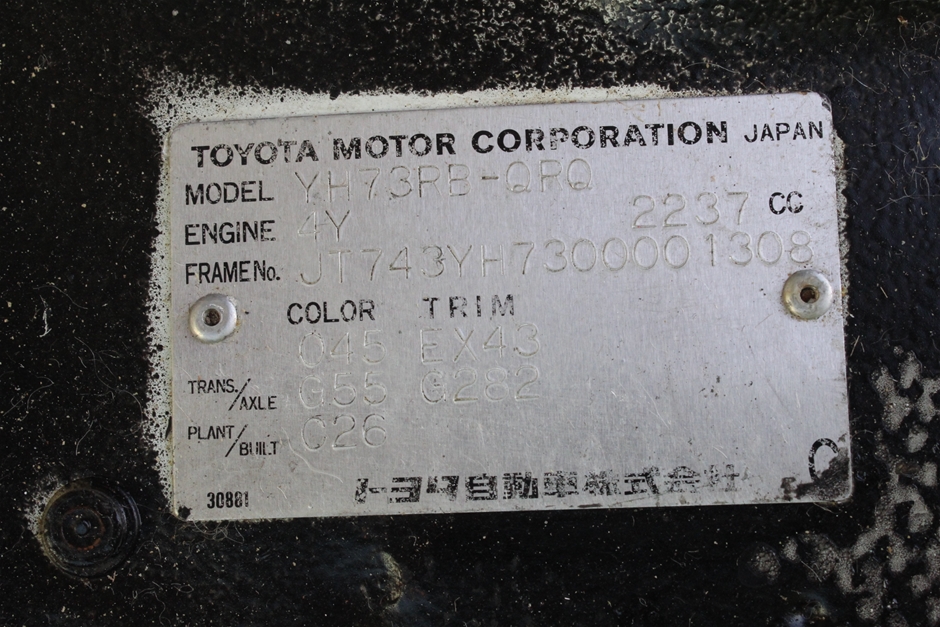 TOYOTA MOTOR CORPORATION JAPAN
MODEL YH73RB-QRQ
ENGINE 4Y 2237 CC
FRAME No. JT743YH7300001308
COLOR TRIM
045 EX43
TRANS./AXLE G55 G282
PLANT/BUILT C26
30881 トヨタ自動車株式会社